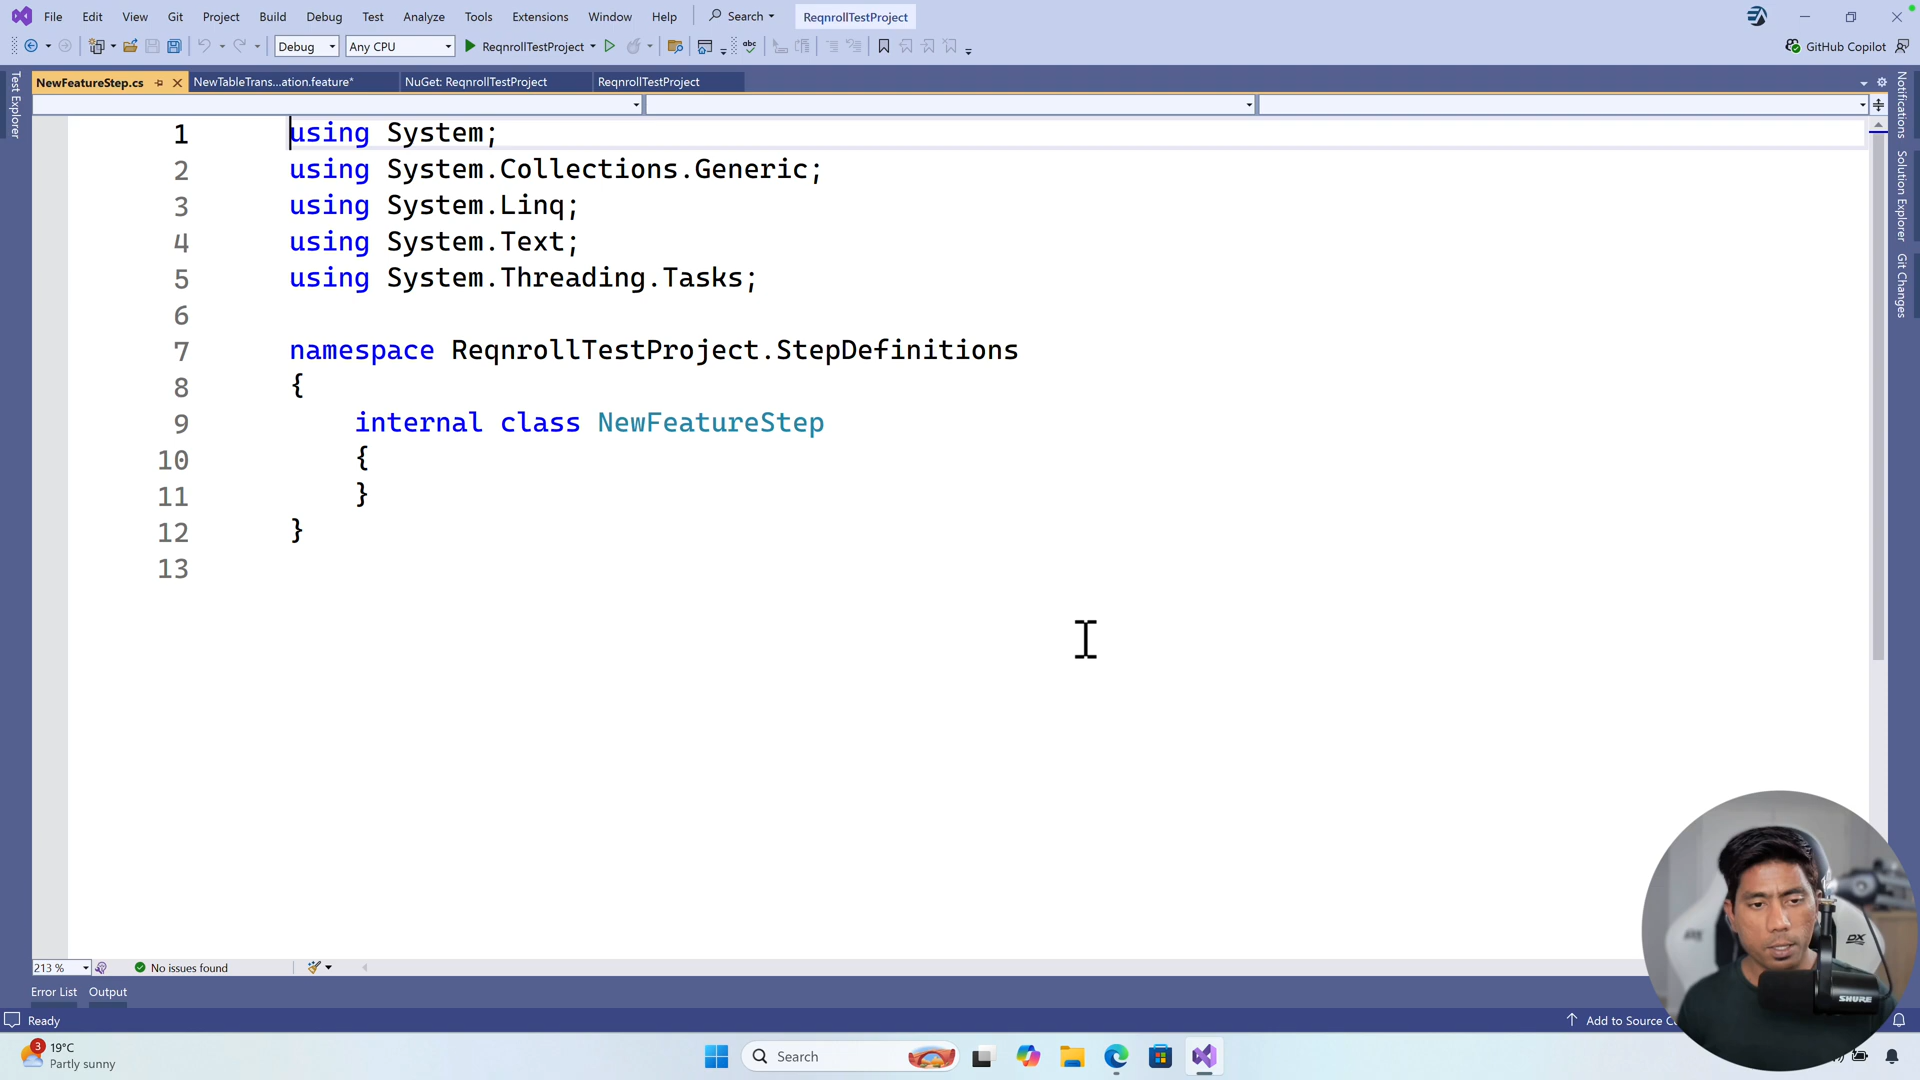 File Edit View Git Project Build Debug Test Analyze Tools Extensions Window Help Search ReqnrollTestProject
Debug Any CPU ReqnrollTestProject GitHub Copilot
NewFeatureStep.cs NewTableTrans...ation.feature* NuGet: ReqnrollTestProject ReqnrollTestProject
Test Explorer
Notifications
Solution Explorer
Git Changes
1 using System;
2 using System.Collections.Generic;
3 using System.Linq;
4 using System.Text;
5 using System.Threading.Tasks;
6
7 namespace ReqnrollTestProject.StepDefinitions
8 {
9 internal class NewFeatureStep
10 {
11 }
12 }
13
213 % No issues found
Error List Output
Ready Add to Source
3 19°C
Partly sunny
Search
SHURE